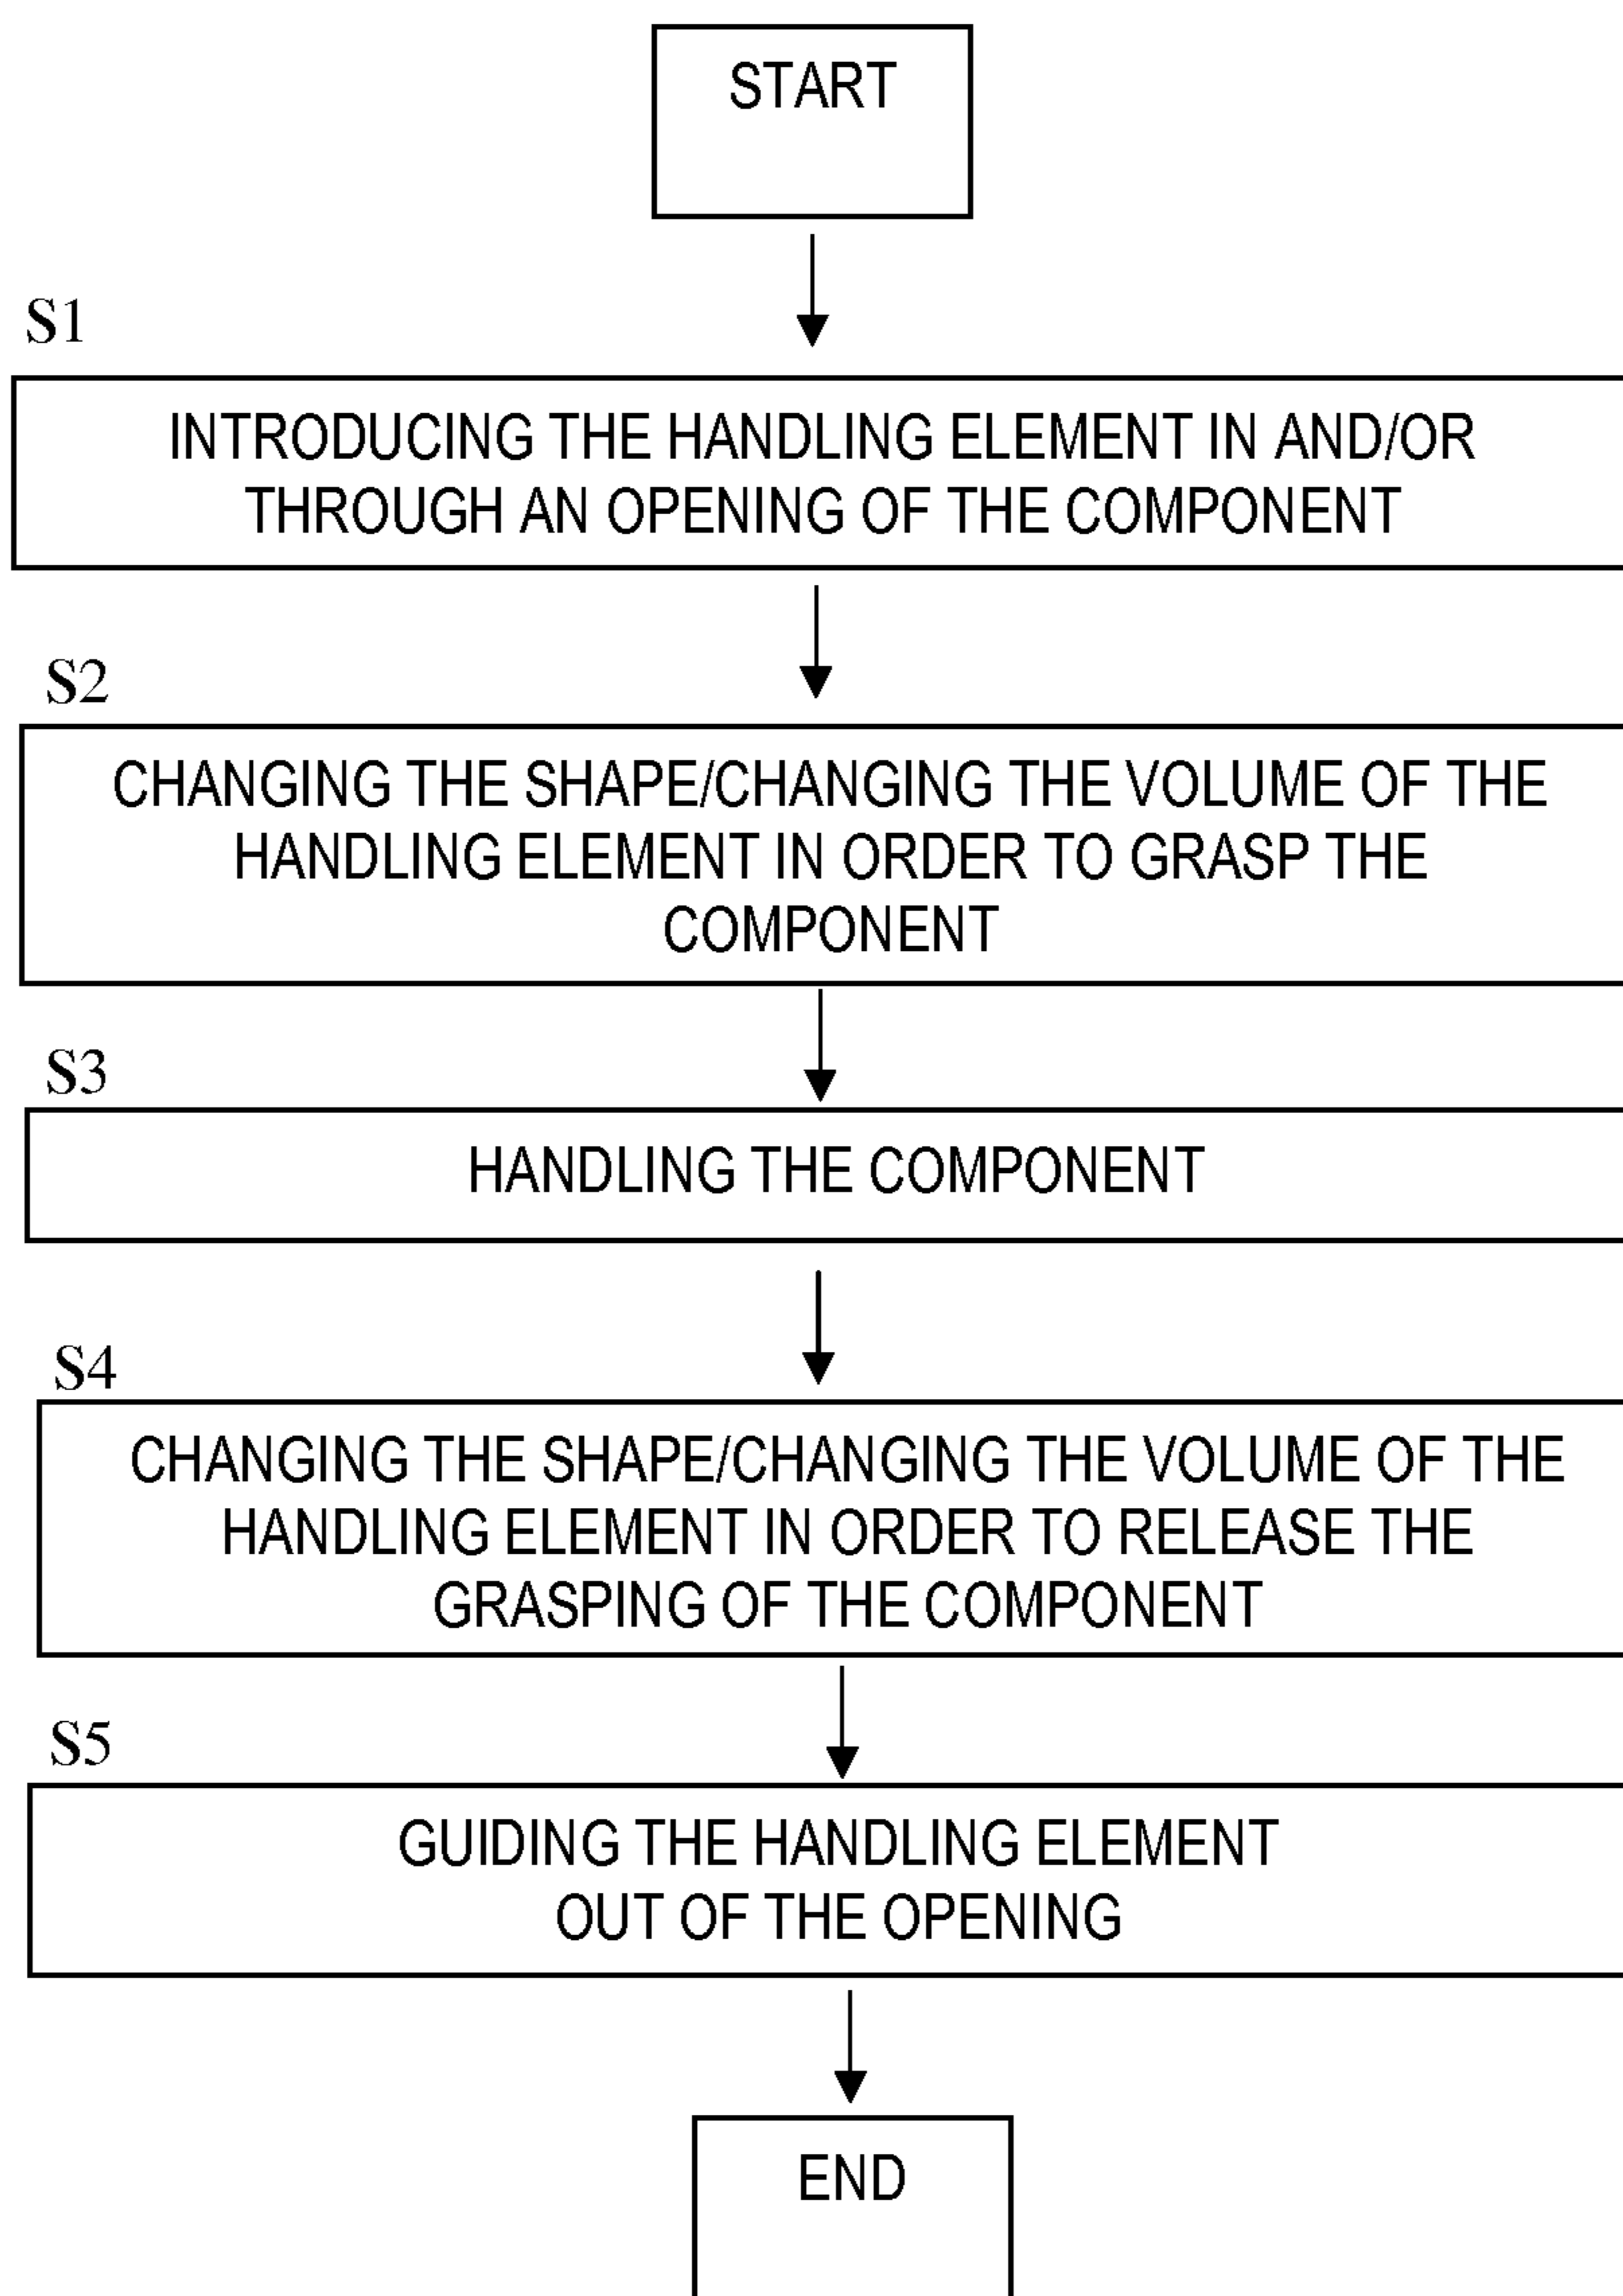 START
S1
INTRODUCING THE HANDLING ELEMENT IN AND/OR
THROUGH AN OPENING OF THE COMPONENT
S2
CHANGING THE SHAPE/CHANGING THE VOLUME OF THE
HANDLING ELEMENT IN ORDER TO GRASP THE
COMPONENT
S3
HANDLING THE COMPONENT
S4
CHANGING THE SHAPE/CHANGING THE VOLUME OF THE
HANDLING ELEMENT IN ORDER TO RELEASE THE
GRASPING OF THE COMPONENT
S5
GUIDING THE HANDLING ELEMENT
OUT OF THE OPENING
END